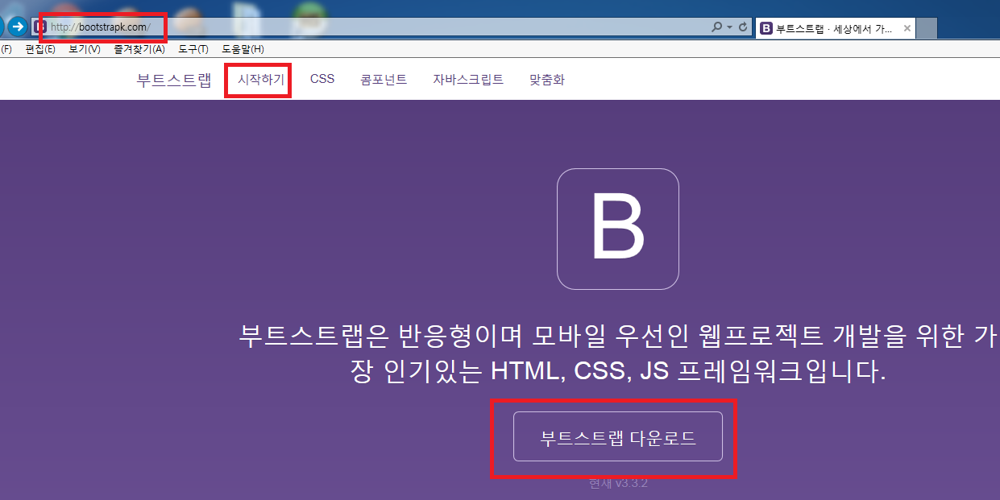 B http://bootstrapk.com/
B 부트스트랩 · 세상에서 가...
(F) 편집(E) 보기(V) 즐겨찾기(A) 도구(T) 도움말(H)
부트스트랩 시작하기 CSS 콤포넌트 자바스크립트 맞춤화
B
부트스트랩은 반응형이며 모바일 우선인 웹프로젝트 개발을 위한 가
장 인기있는 HTML, CSS, JS 프레임워크입니다.
부트스트랩 다운로드
현재 v3.3.2